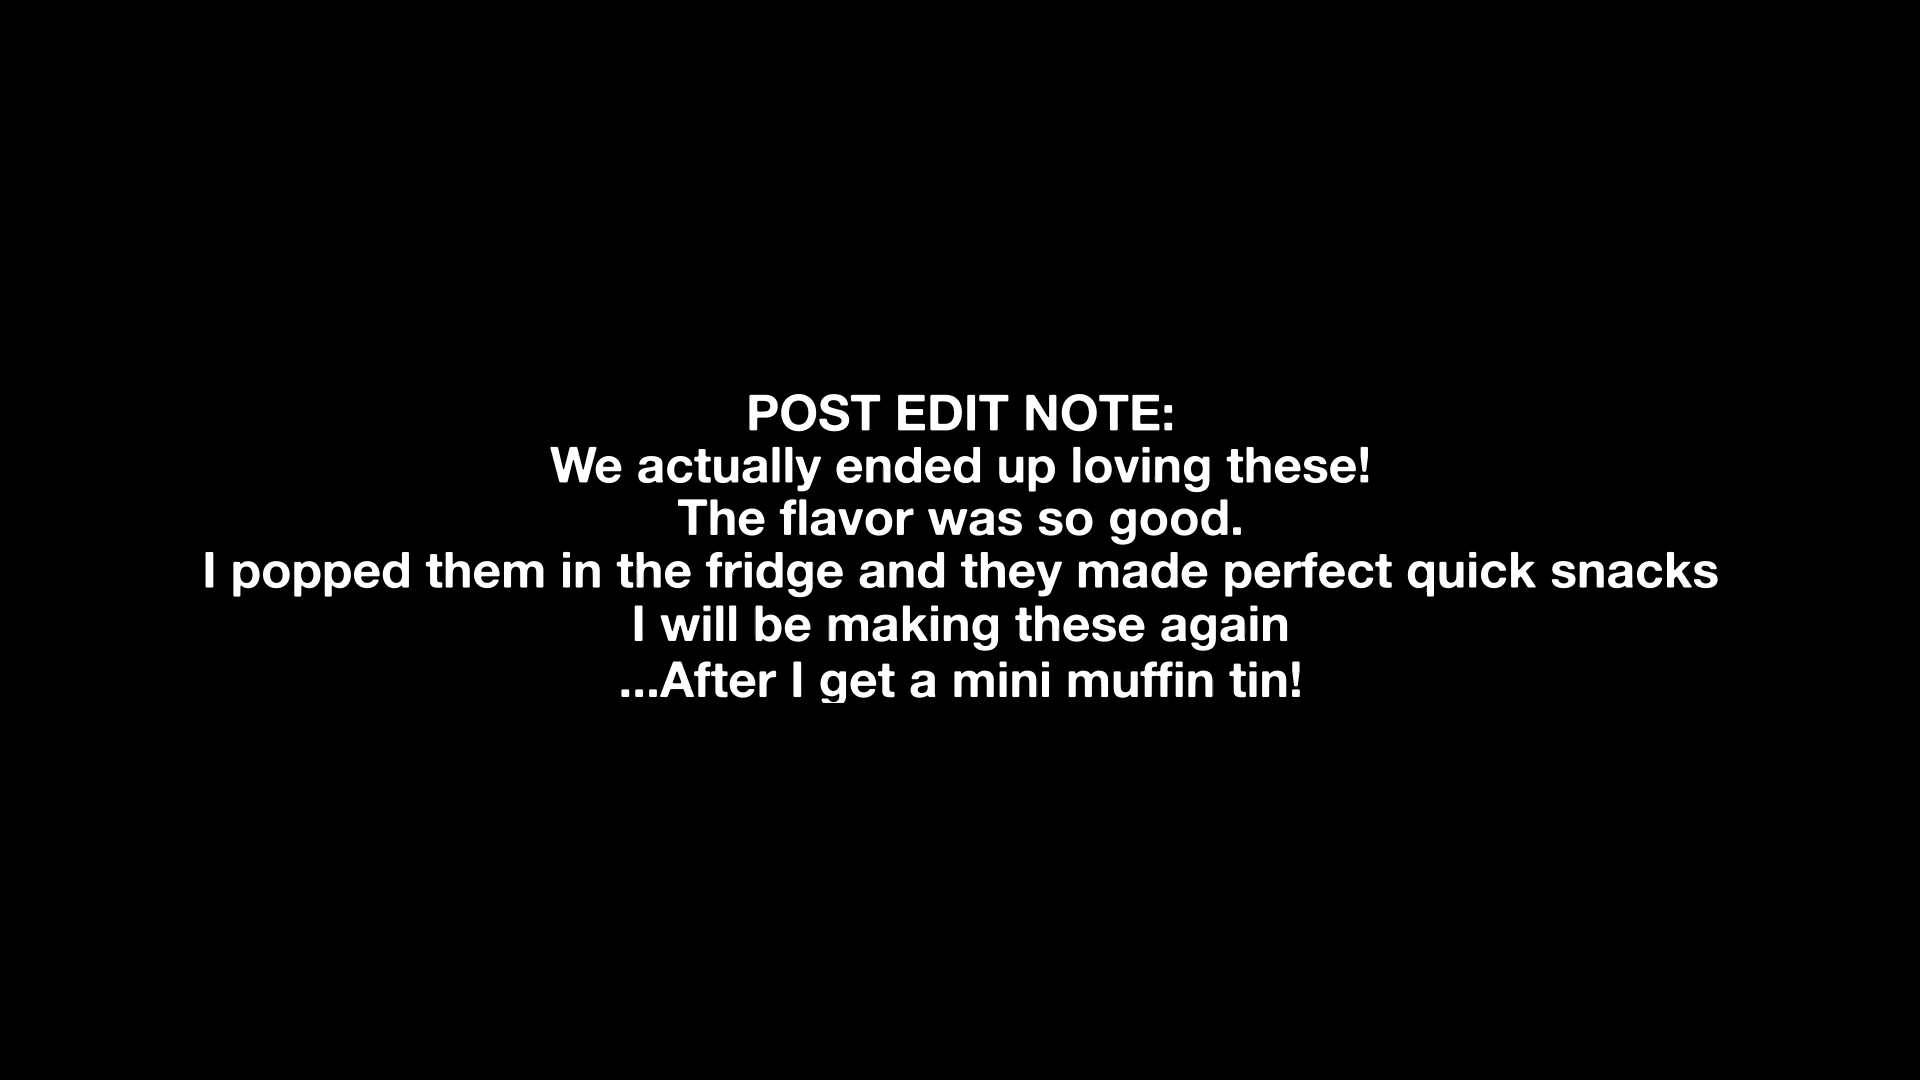 POST EDIT NOTE:
We actually ended up loving these!
The flavor was so good.
I popped them in the fridge and they made perfect quick snacks
I will be making these again
...After I get a mini muffin tin!